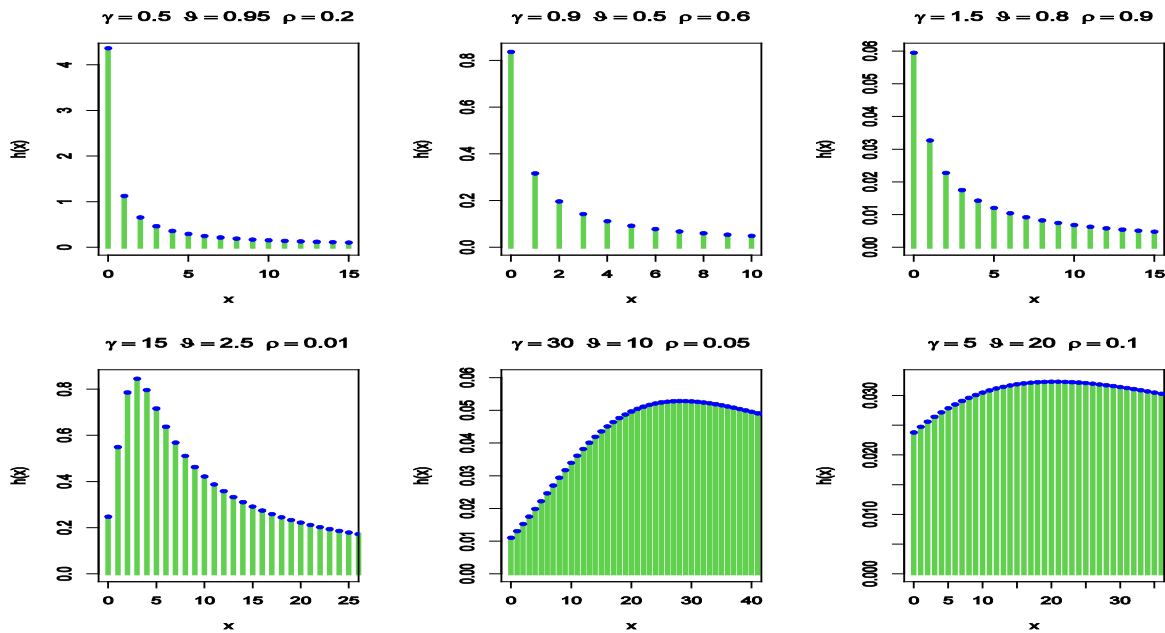 γ = 0.5 ϑ = 0.95 ρ = 0.2
h(x)
0 1 2 3 4
0 5 10 15
x
γ = 0.9 ϑ = 0.5 ρ = 0.6
h(x)
0.0 0.2 0.4 0.6 0.8
0 2 4 6 8 10
x
γ = 1.5 ϑ = 0.8 ρ = 0.9
h(x)
0.00 0.01 0.02 0.03 0.04 0.05 0.06
0 5 10 15
x
γ = 15 ϑ = 2.5 ρ = 0.01
h(x)
0.0 0.2 0.4 0.6 0.8
0 5 10 15 20 25
x
γ = 30 ϑ = 10 ρ = 0.05
h(x)
0.00 0.01 0.02 0.03 0.04 0.05 0.06
0 10 20 30 40
x
γ = 5 ϑ = 20 ρ = 0.1
h(x)
0.000 0.010 0.020 0.030
0 5 10 20 30
x